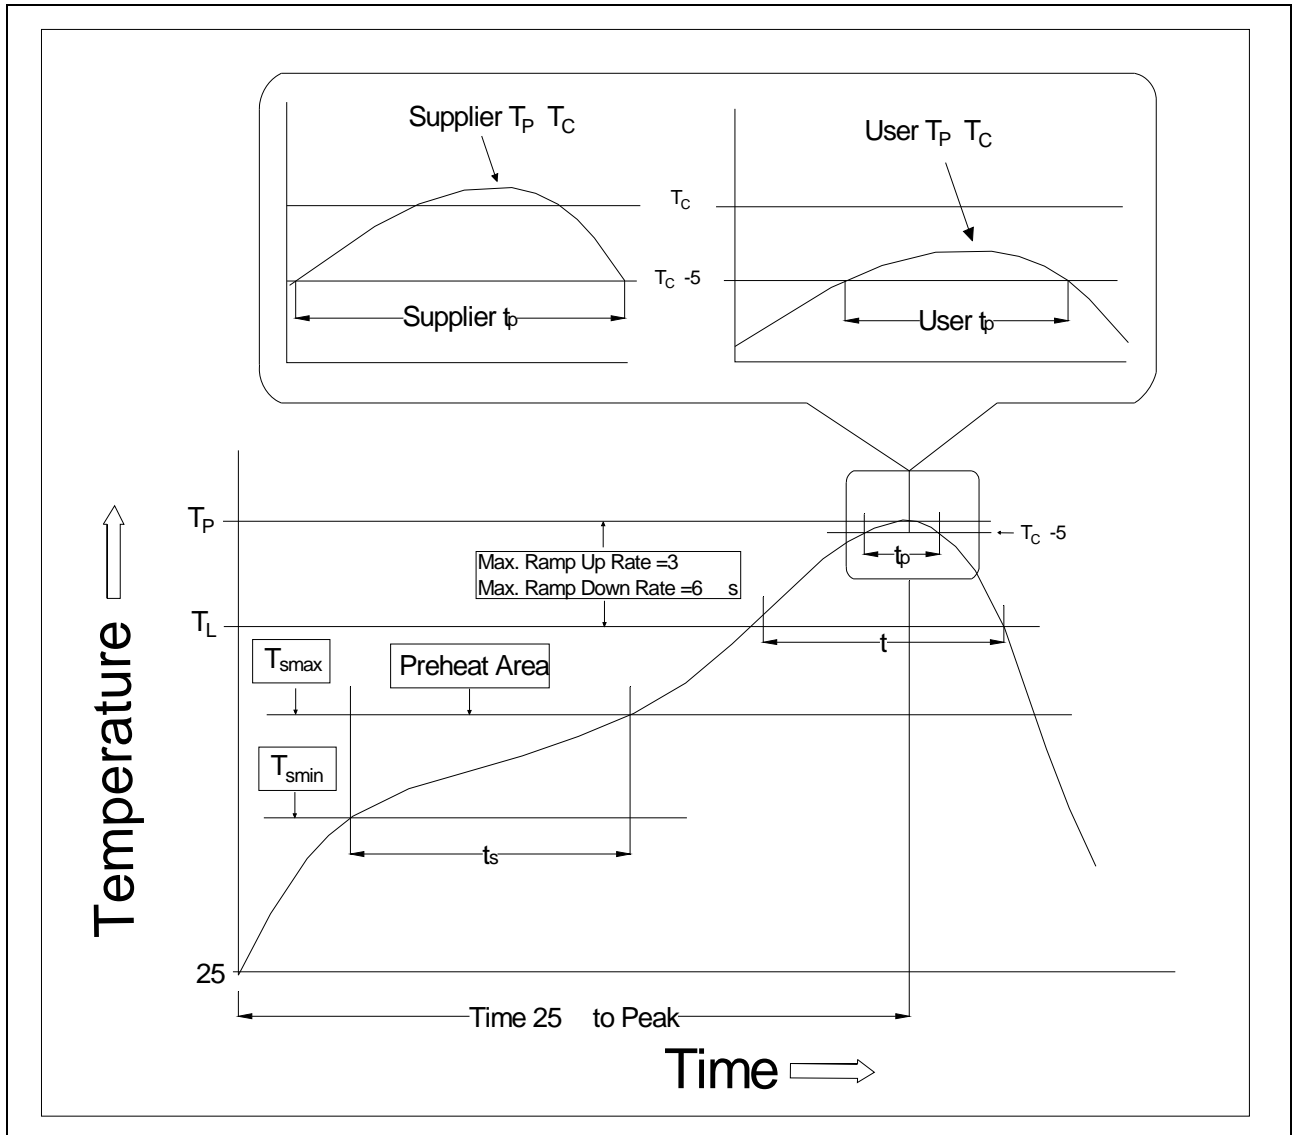 Supplier TP TC
User TP TC
TC
TC -5
Supplier tp
User tp
TP
TC -5
tp
Max. Ramp Up Rate =3
Max. Ramp Down Rate =6 s
TL
t
Tsmax
Preheat Area
Tsmin
ts
Temperature
25
Time 25 to Peak
Time